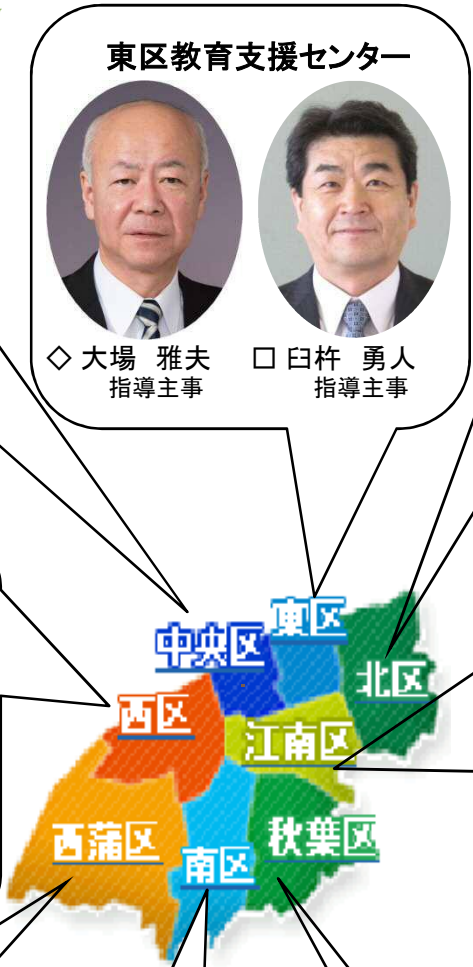 東区教育支援センター
◇ 大場 雅夫
指導主事
□ 臼杵 勇人
指導主事
東区
中央区
北区
西区
江南区
西蒲区
南区
秋葉区